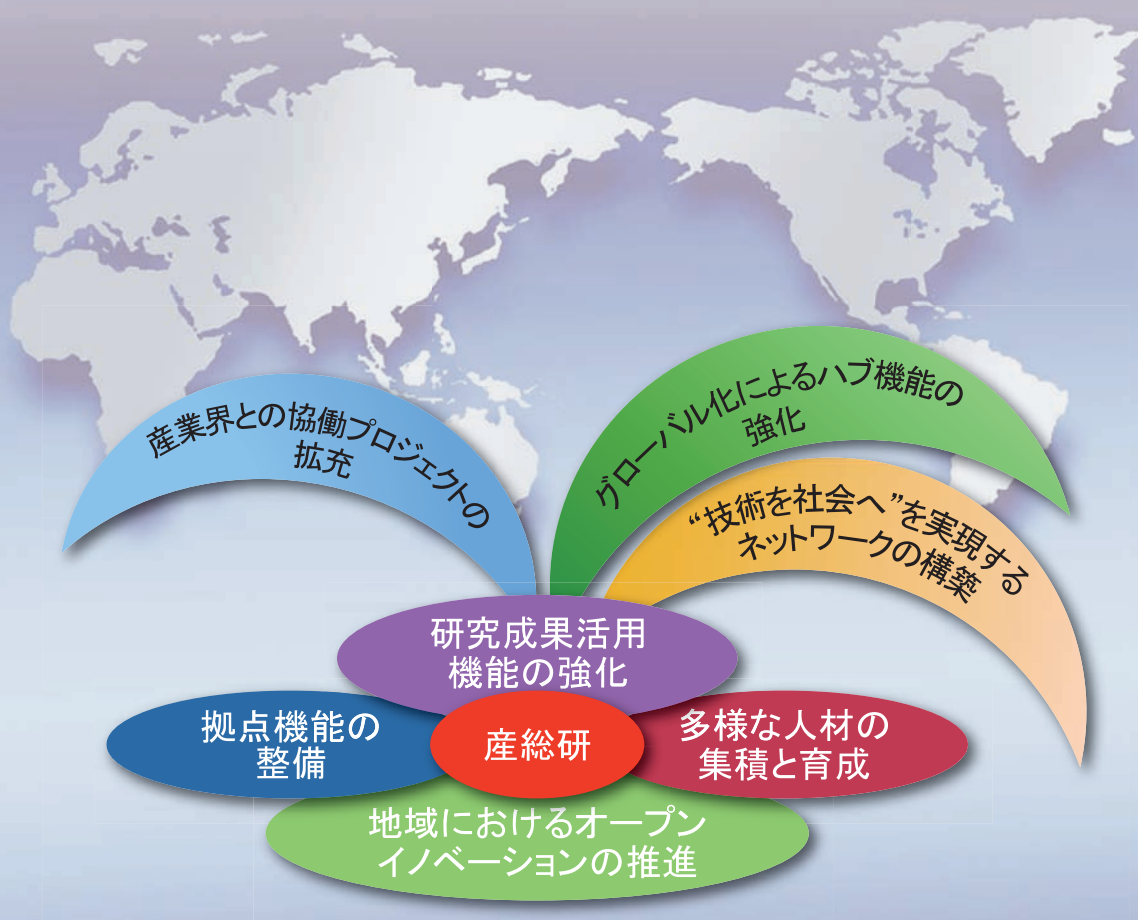 産業界との協働プロジェクトの
拡充
グローバル化によるハブ機能の
強化
“技術を社会へ”を実現する
ネットワークの構築
研究成果活用
機能の強化
拠点機能の
整備
産総研
多様な人材の
集積と育成
地域におけるオープン
イノベーションの推進